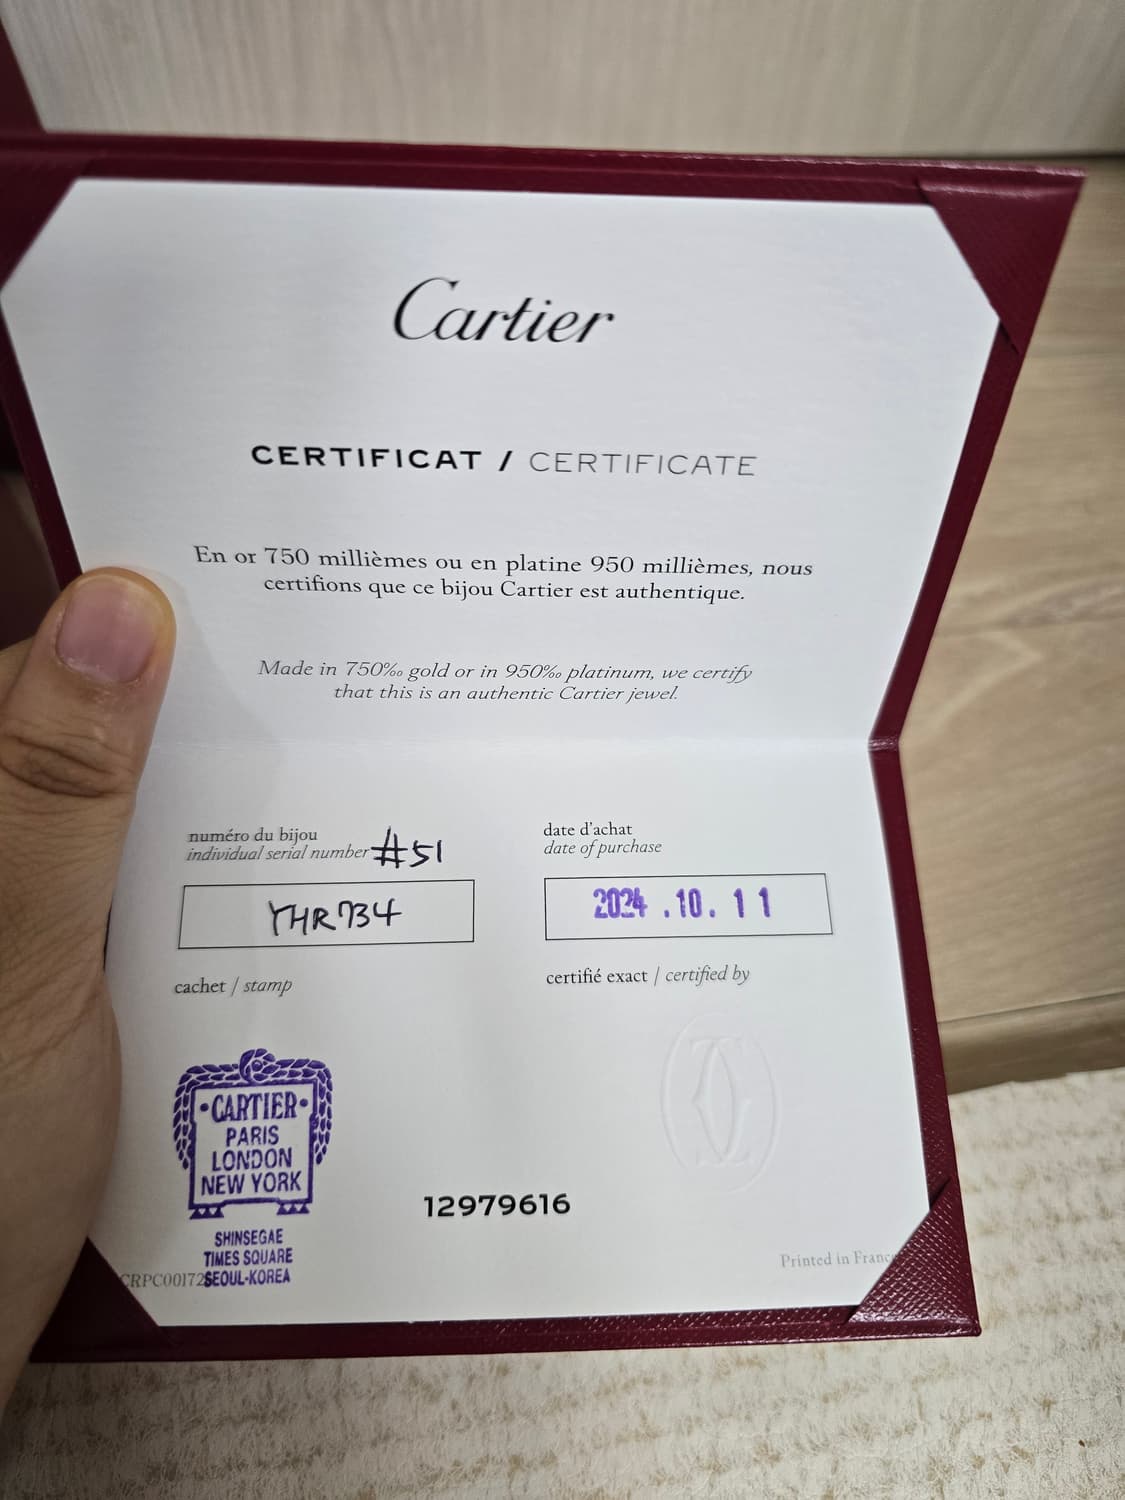 Cartier
CERTIFICAT / CERTIFICATE
En or 750 millièmes ou en platine 950 millièmes, nous
certifions que ce bijou Cartier est authentique.
Made in 750‰ gold or in 950‰ platinum, we certify
that this is an authentic Cartier jewel.
numéro du bijou
individual serial number #51
YHR734
date d'achat
date of purchase
2024.10.11
cachet / stamp
certifié exact / certified by
•CARTIER•
PARIS
LONDON
NEW YORK
SHINSEGAE
TIMES SQUARE
SEOUL-KOREA
12979616
CRPC00172
Printed in France